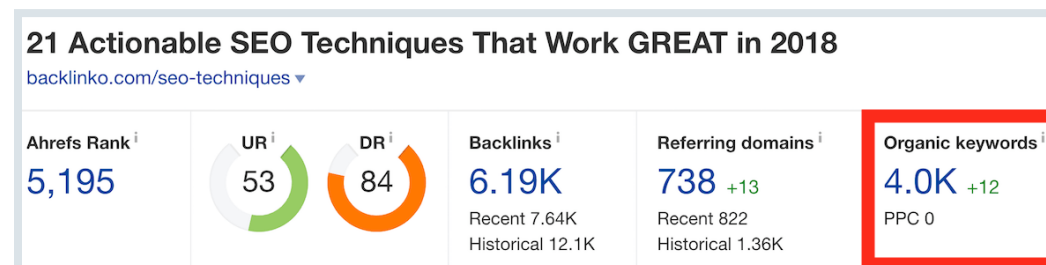 21 Actionable SEO Techniques That Work GREAT in 2018
backlinko.com/seo-techniques
Ahrefs Rank i
5,195
UR i
53
DR i
84
Backlinks i
6.19K
Recent 7.64K
Historical 12.1K
Referring domains i
738 +13
Recent 822
Historical 1.36K
Organic keywords i
4.0K +12
PPC 0